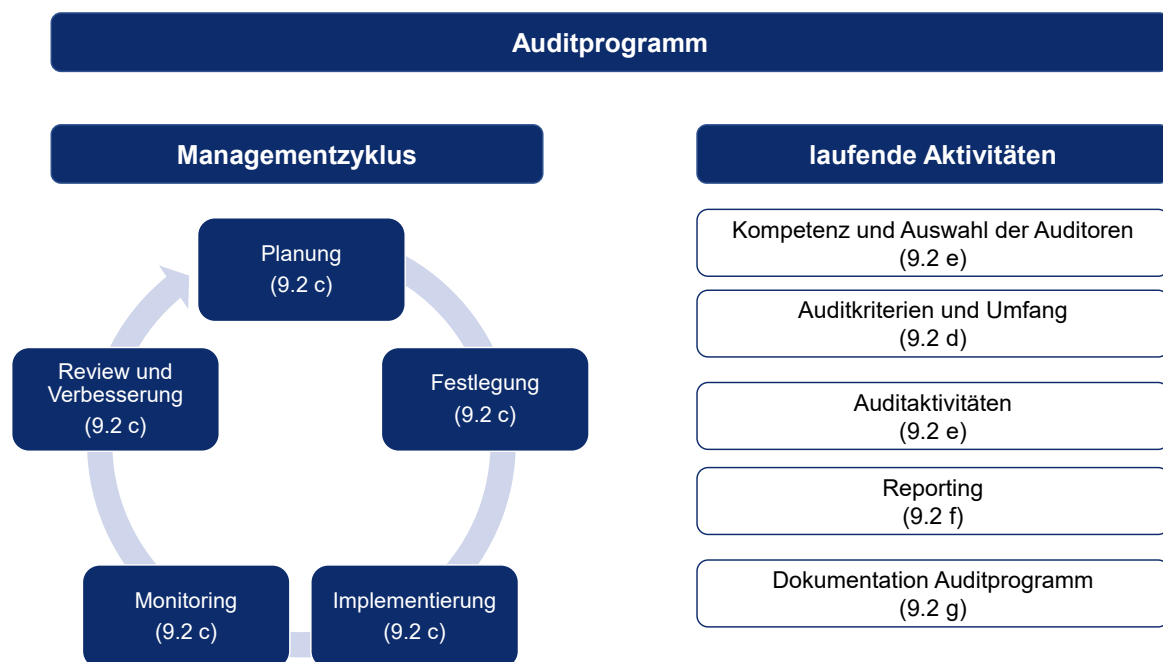 Auditprogramm
Managementzyklus
Planung
(9.2 c)
Festlegung
(9.2 c)
Implementierung
(9.2 c)
Monitoring
(9.2 c)
Review und
Verbesserung
(9.2 c)
laufende Aktivitäten
Kompetenz und Auswahl der Auditoren
(9.2 e)
Auditkriterien und Umfang
(9.2 d)
Auditaktivitäten
(9.2 e)
Reporting
(9.2 f)
Dokumentation Auditprogramm
(9.2 g)